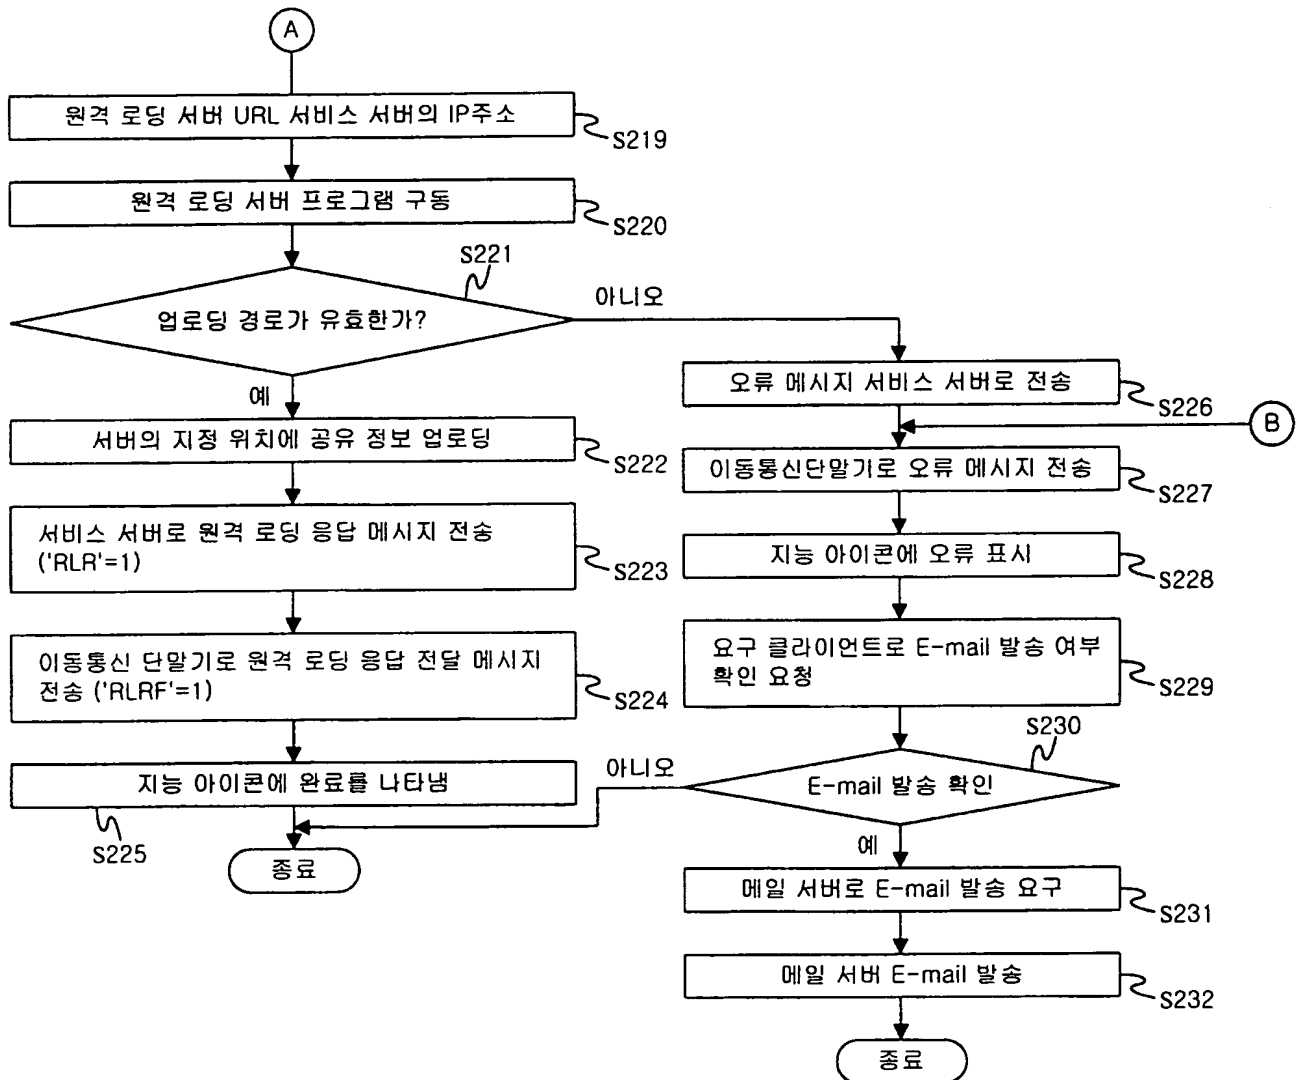 A
원격 로딩 서버 URL 서비스 서버의 IP주소
S219
원격 로딩 서버 프로그램 구동
S220
S221
업로딩 경로가 유효한가?
아니오
예
서버의 지정 위치에 공유 정보 업로딩
S222
서비스 서버로 원격 로딩 응답 메시지 전송
('RLR'=1)
S223
이동통신 단말기로 원격 로딩 응답 전달 메시지
전송 ('RLRF'=1)
S224
지능 아이콘에 완료를 나타냄
S225
종료
오류 메시지 서비스 서버로 전송
S226
B
이동통신단말기로 오류 메시지 전송
S227
지능 아이콘에 오류 표시
S228
요구 클라이언트로 E-mail 발송 여부
확인 요청
S229
S230
E-mail 발송 확인
아니오
예
메일 서버로 E-mail 발송 요구
S231
메일 서버 E-mail 발송
S232
종료